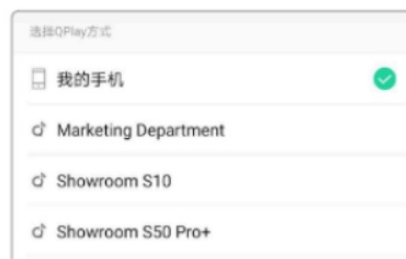 选择QPlay方式
我的手机
Marketing Department
Showroom S10
Showroom S50 Pro+